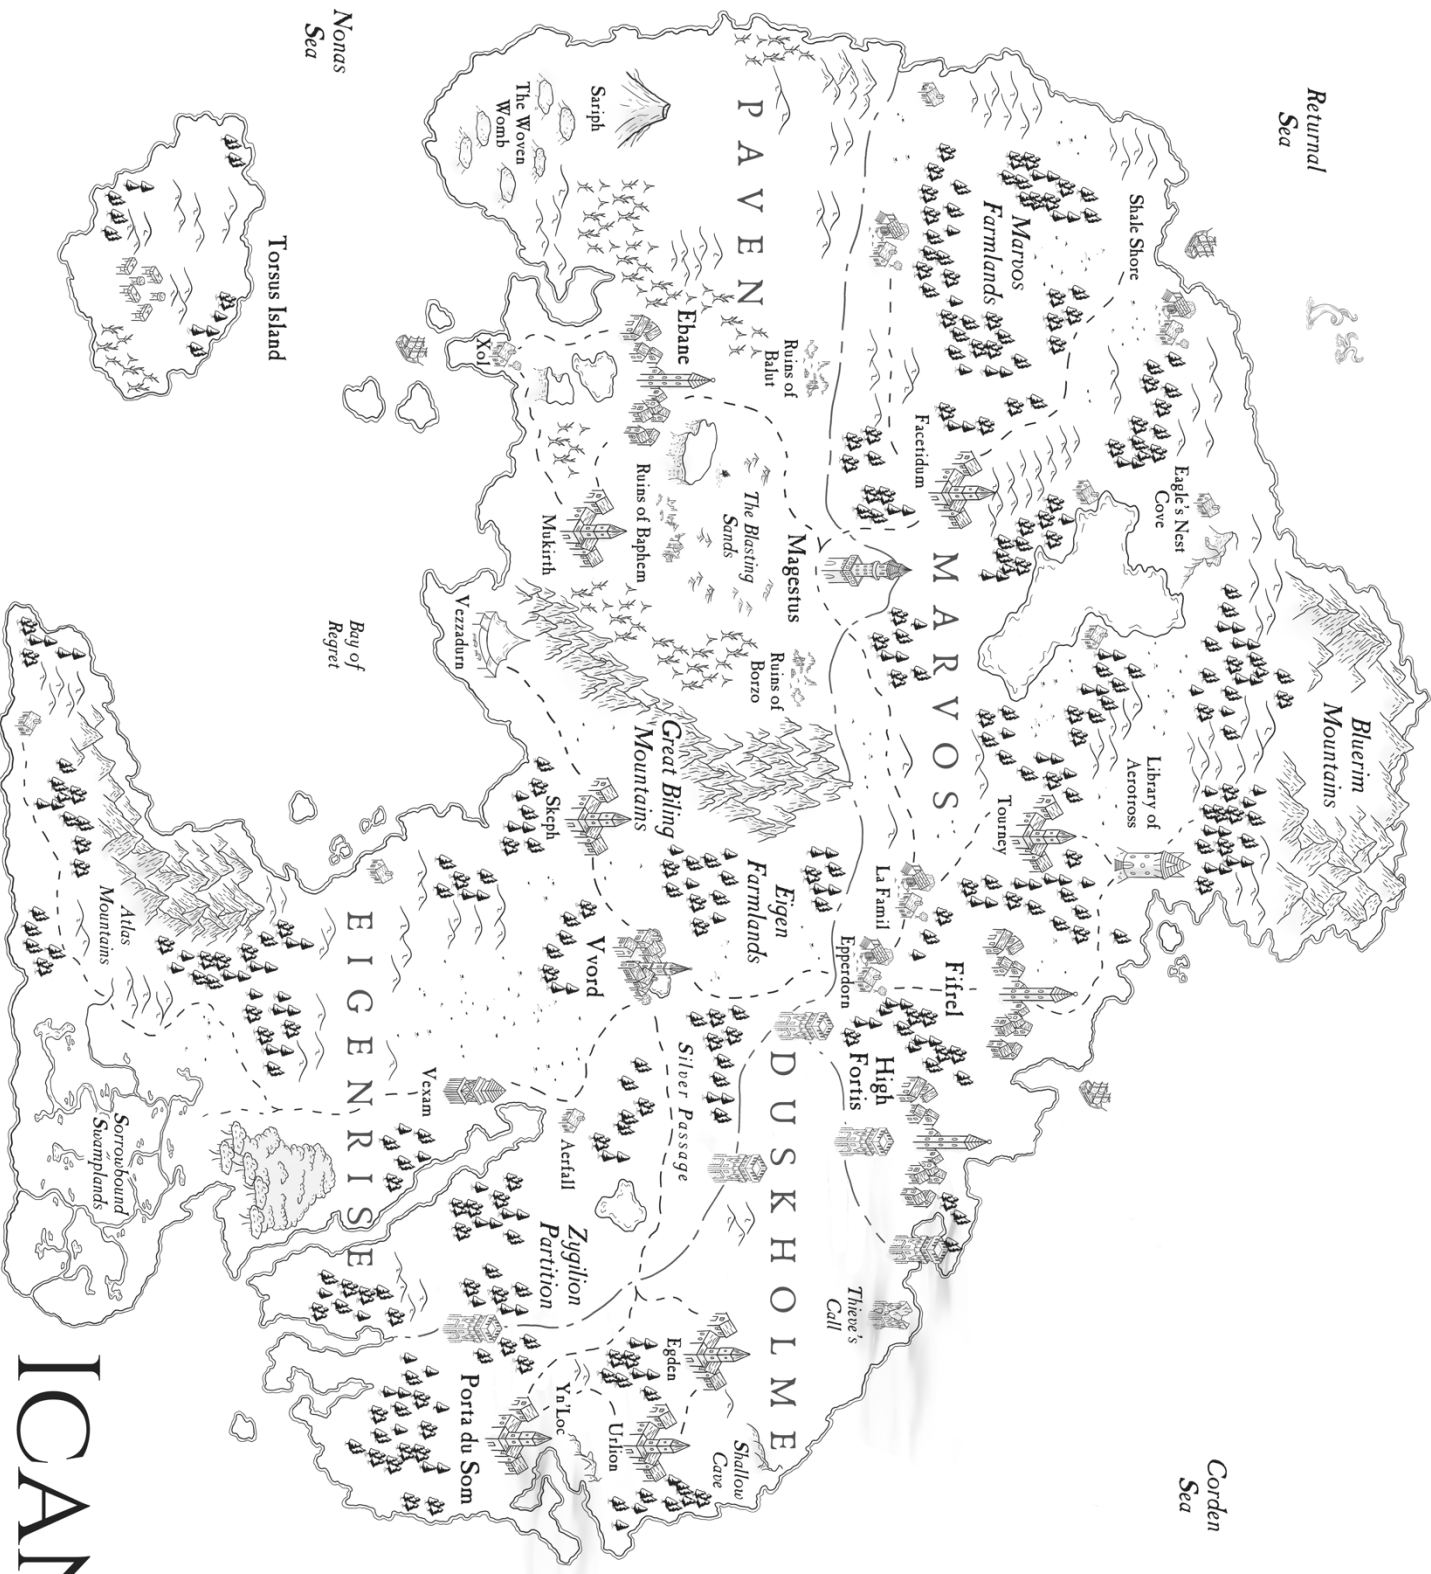 Returnal
Sea
Nonas
Sea
Shale Shore
Marvos
Farmlands
PAVEN
Sariph
The Woven
Womb
Torsus Island
Eagle's Nest
Cove
Facetidum
Ruins of
Balut
Ebane
Xol
MARVOS
Magestus
The Blasting
Sands
Ruins of Baphem
Mukirth
Bluerim
Mountains
Library of
Aerotross
Tourney
Ruins of
Borzo
Great Biling
Mountains
Vezzadurn
Bay of
Regret
Skeph
La Famil
Eigen
Farmlands
Epperdorn
Fifrel
Vvord
Atlas
Mountains
EIGENRISE
High
Fortis
DUSKHOLME
Silver Passage
Vexam
Aerfall
Sorrowbound
Swamplands
Zygilion
Partition
Thieve's
Call
Egden
Yn'Loc
Urlion
Porta du Som
Shallow
Cave
Corden
Sea
ICAN